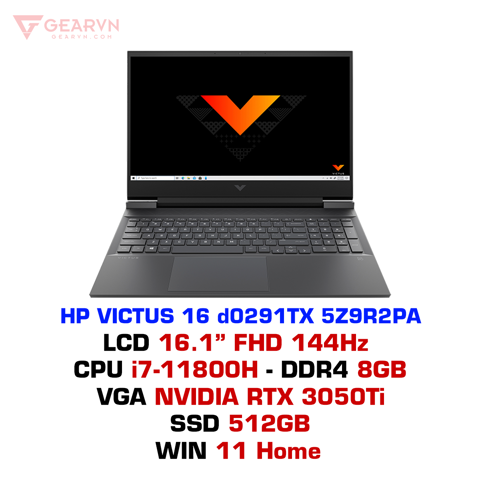 GEARVN
GEARVN.COM
VICTUS
HP VICTUS 16 d0291TX 5Z9R2PA
LCD 16.1” FHD 144Hz
CPU i7-11800H - DDR4 8GB
VGA NVIDIA RTX 3050Ti
SSD 512GB
WIN 11 Home